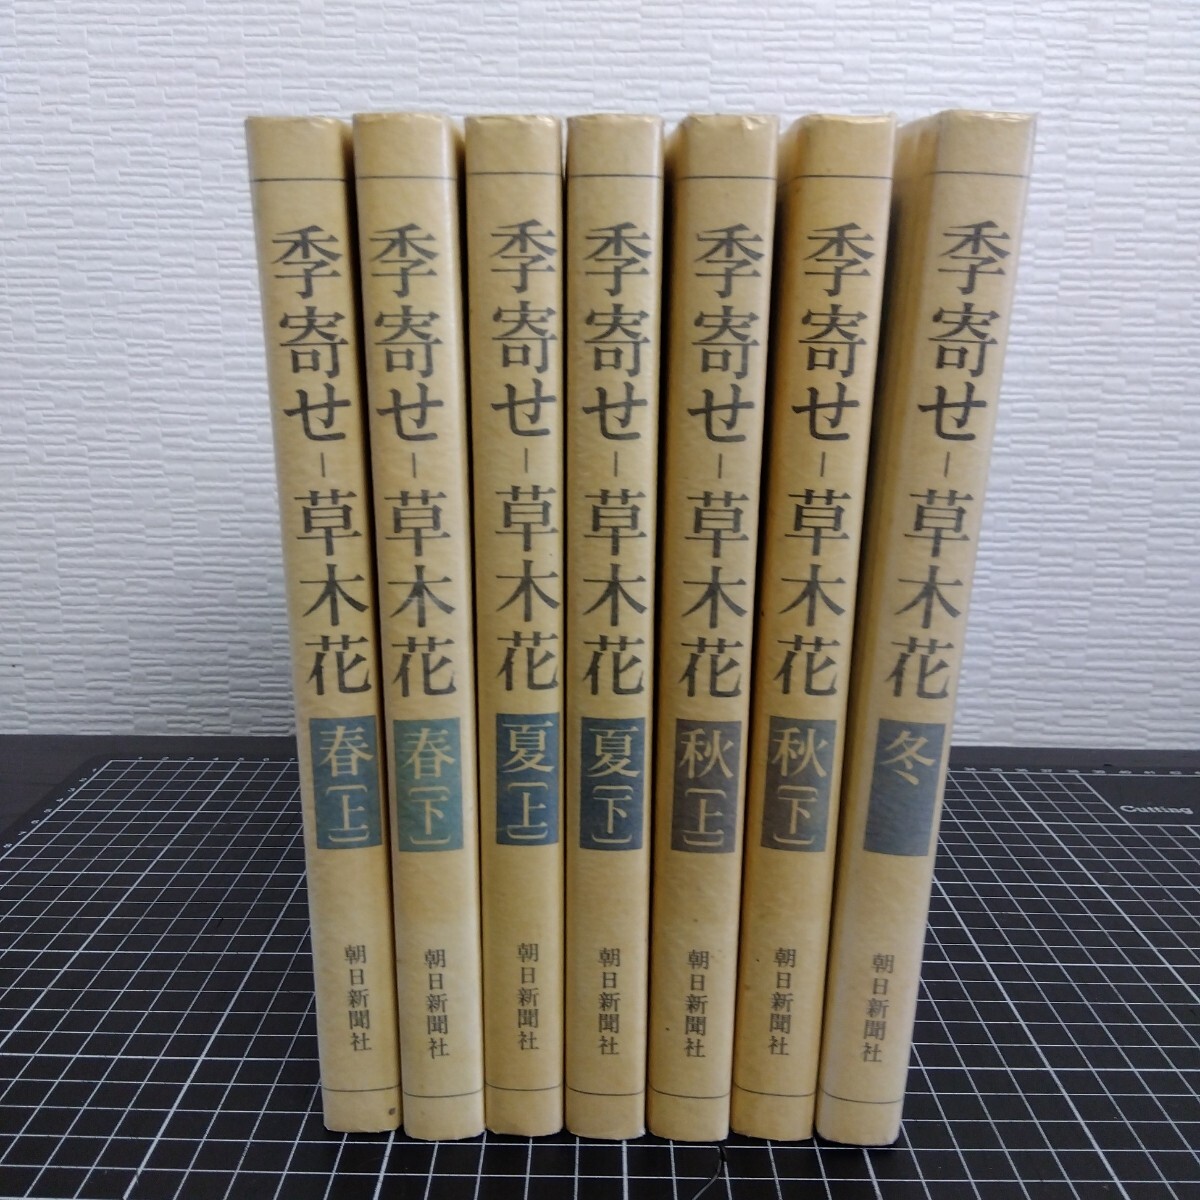 季寄せ-草木花
春[上]
朝日新聞社
季寄せ-草木花
春[下]
朝日新聞社
季寄せ-草木花
夏[上]
朝日新聞社
季寄せ-草木花
夏[下]
朝日新聞社
季寄せ-草木花
秋[上]
朝日新聞社
季寄せ-草木花
秋[下]
朝日新聞社
季寄せ-草木花
冬
朝日新聞社
Cutting